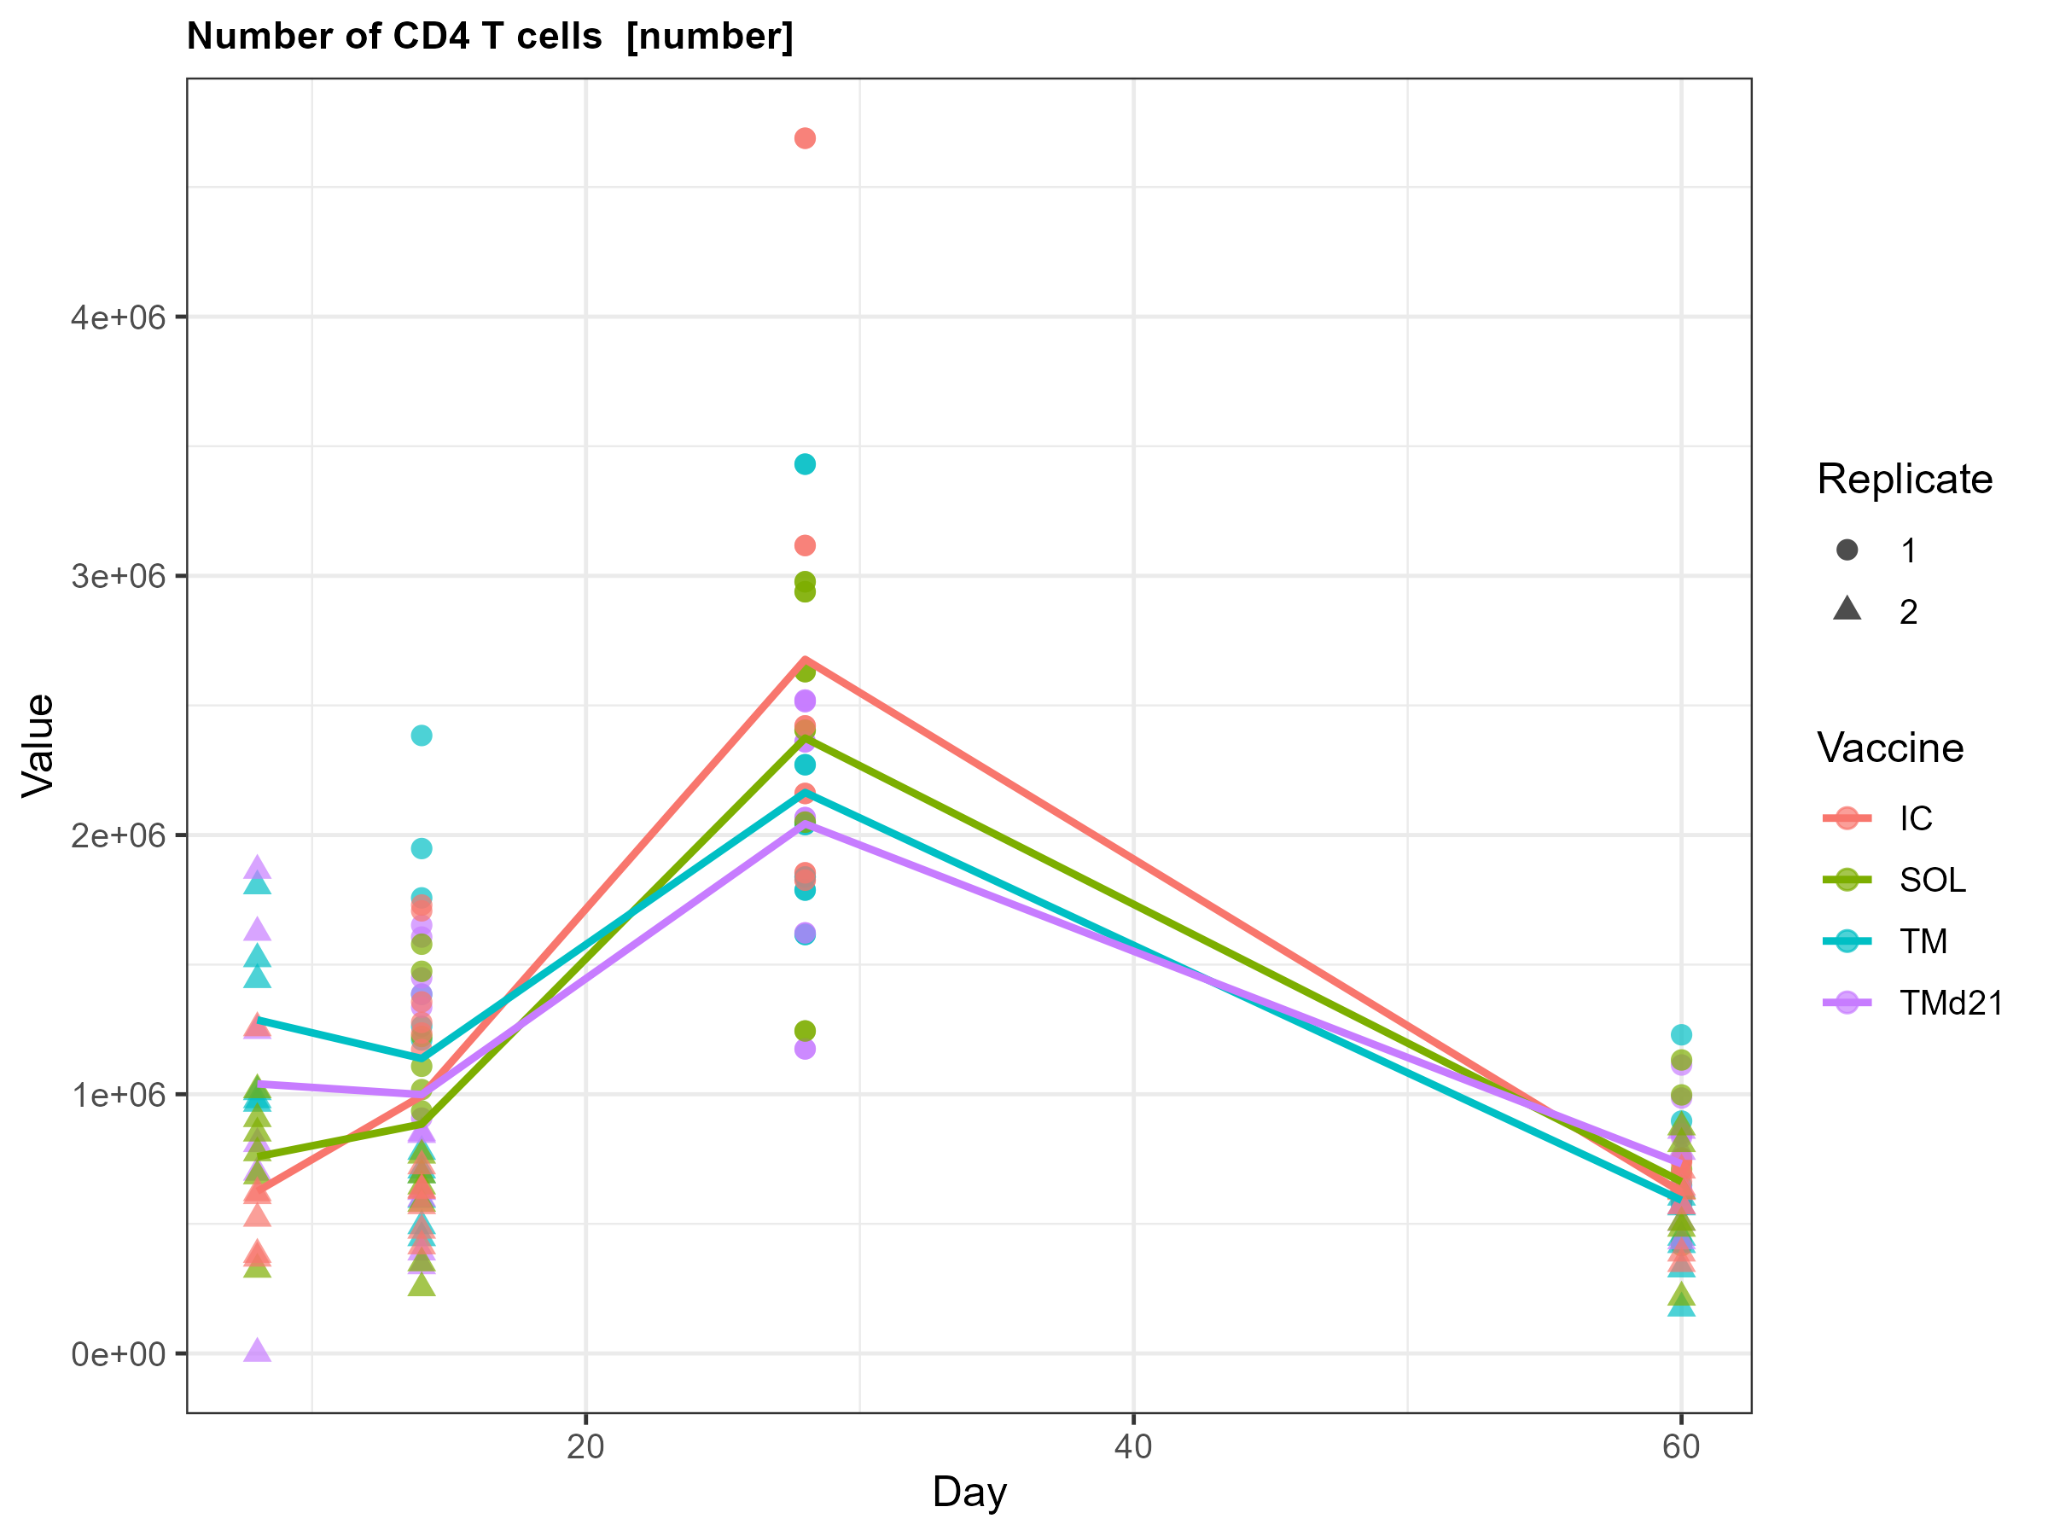 Number of CD4 T cells  [number]
4e+06
3e+06
2e+06
1e+06
0e+00
Value
20
40
60
Day
Replicate
1
2
Vaccine
IC
SOL
TM
TMd21